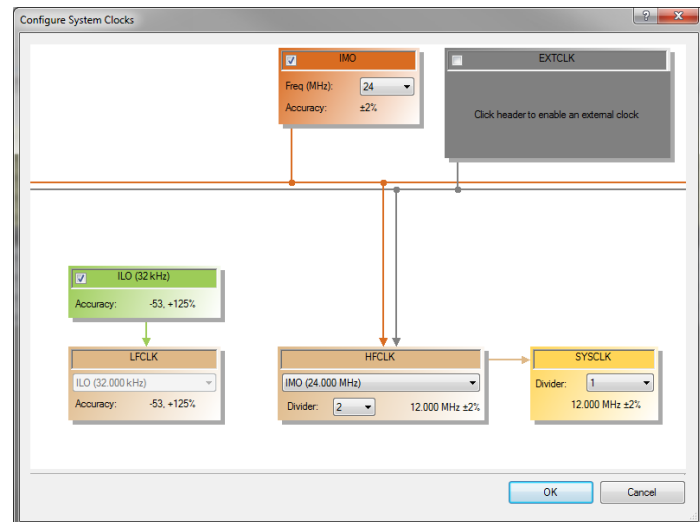 Configure System Clocks
IMO
Freq (MHz): 24
Accuracy: ±2%
EXTCLK
Click header to enable an external clock
ILO (32 kHz)
Accuracy: -53, +125%
LFCLK
ILO (32.000 kHz)
Accuracy: -53, +125%
HFCLK
IMO (24.000 MHz)
Divider: 2 12.000 MHz ±2%
SYSCLK
Divider: 1
12.000 MHz ±2%
OK Cancel